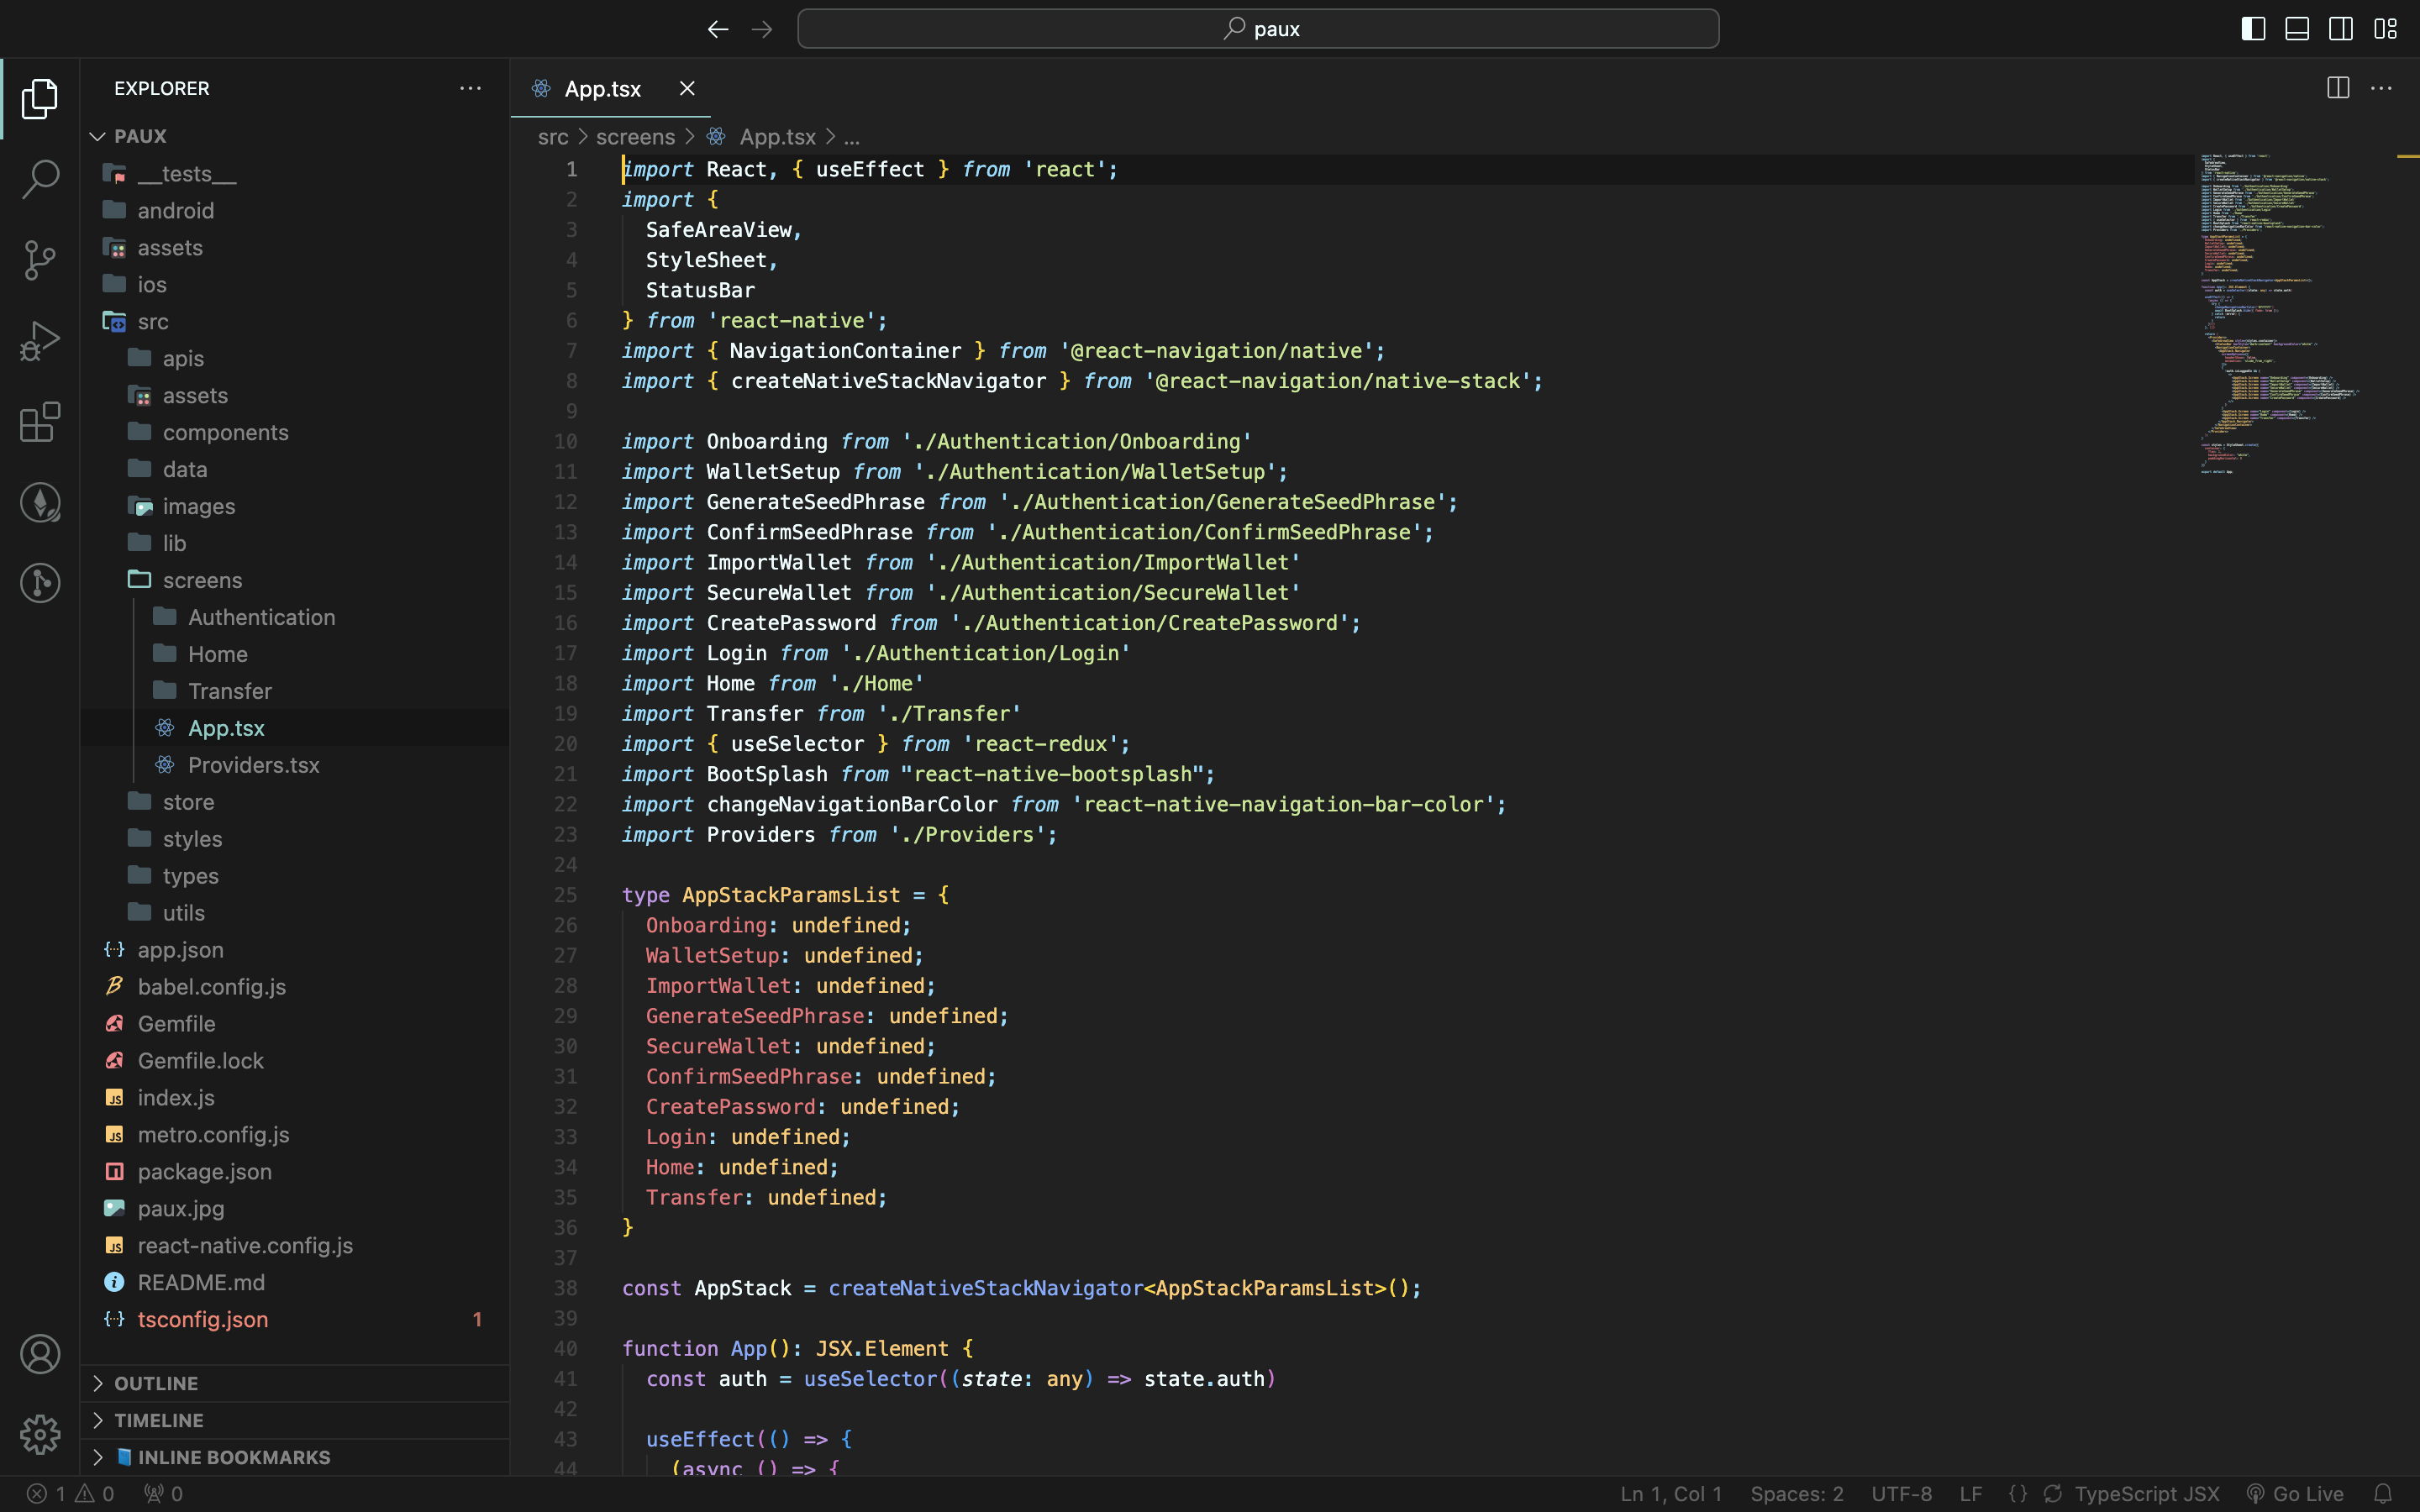 paux
EXPLORER
PAUX
__tests__
android
assets
ios
src
apis
assets
components
data
images
lib
screens
Authentication
Home
Transfer
App.tsx
Providers.tsx
store
styles
types
utils
app.json
babel.config.js
Gemfile
Gemfile.lock
index.js
metro.config.js
package.json
paux.jpg
react-native.config.js
README.md
tsconfig.json 1
OUTLINE
TIMELINE
INLINE BOOKMARKS
App.tsx
src > screens > App.tsx > ...
1 import React, { useEffect } from 'react';
2 import {
3 SafeAreaView,
4 StyleSheet,
5 StatusBar
6 } from 'react-native';
7 import { NavigationContainer } from '@react-navigation/native';
8 import { createNativeStackNavigator } from '@react-navigation/native-stack';
9
10 import Onboarding from './Authentication/Onboarding'
11 import WalletSetup from './Authentication/WalletSetup';
12 import GenerateSeedPhrase from './Authentication/GenerateSeedPhrase';
13 import ConfirmSeedPhrase from './Authentication/ConfirmSeedPhrase';
14 import ImportWallet from './Authentication/ImportWallet'
15 import SecureWallet from './Authentication/SecureWallet'
16 import CreatePassword from './Authentication/CreatePassword';
17 import Login from './Authentication/Login'
18 import Home from './Home'
19 import Transfer from './Transfer'
20 import { useSelector } from 'react-redux';
21 import BootSplash from "react-native-bootsplash";
22 import changeNavigationBarColor from 'react-native-navigation-bar-color';
23 import Providers from './Providers';
24
25 type AppStackParamsList = {
26 Onboarding: undefined;
27 WalletSetup: undefined;
28 ImportWallet: undefined;
29 GenerateSeedPhrase: undefined;
30 SecureWallet: undefined;
31 ConfirmSeedPhrase: undefined;
32 CreatePassword: undefined;
33 Login: undefined;
34 Home: undefined;
35 Transfer: undefined;
36 }
37
38 const AppStack = createNativeStackNavigator<AppStackParamsList>();
39
40 function App(): JSX.Element {
41 const auth = useSelector((state: any) => state.auth)
42
43 useEffect(() => {
44 (async () => {
1 0 0
Ln 1, Col 1 Spaces: 2 UTF-8 LF {} TypeScript JSX Go Live